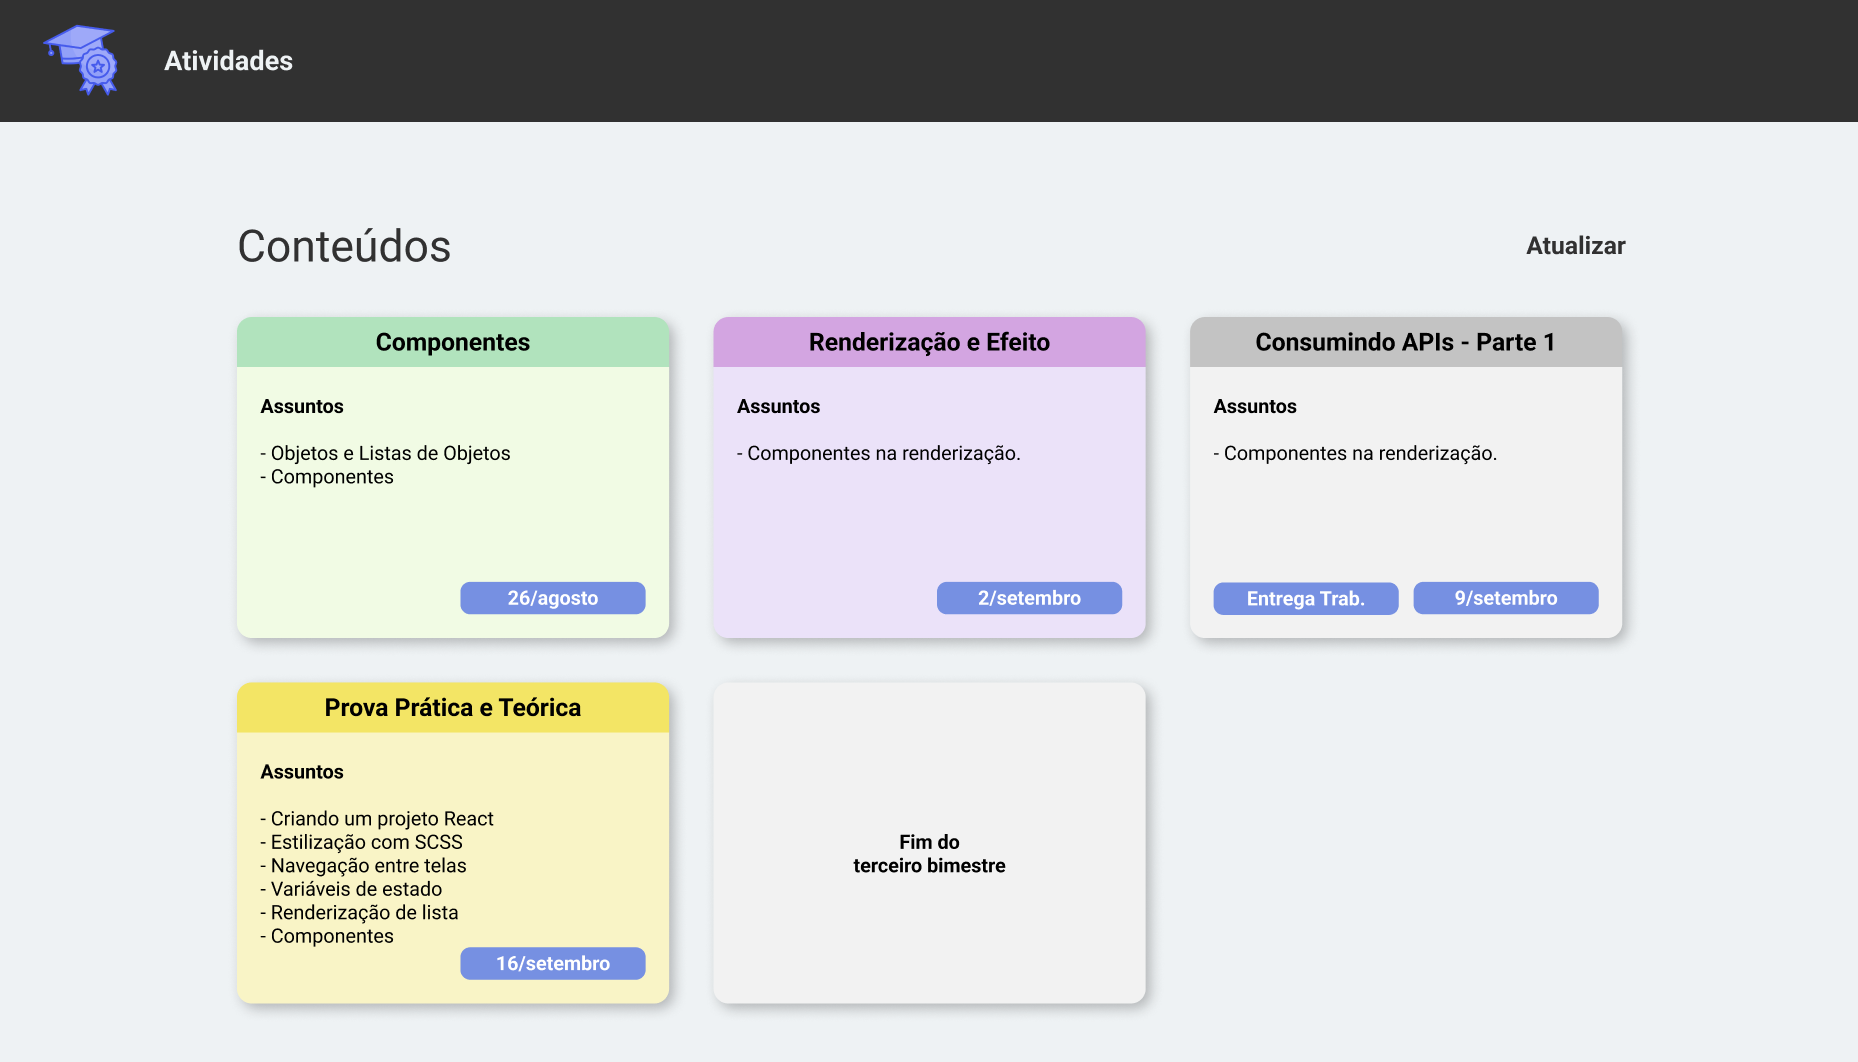 Atividades
Conteúdos
Atualizar
Componentes
Assuntos
- Objetos e Listas de Objetos
- Componentes
26/agosto
Renderização e Efeito
Assuntos
- Componentes na renderização.
2/setembro
Consumindo APIs - Parte 1
Assuntos
- Componentes na renderização.
Entrega Trab.
9/setembro
Prova Prática e Teórica
Assuntos
- Criando um projeto React
- Estilização com SCSS
- Navegação entre telas
- Variáveis de estado
- Renderização de lista
- Componentes
16/setembro
Fim do
terceiro bimestre